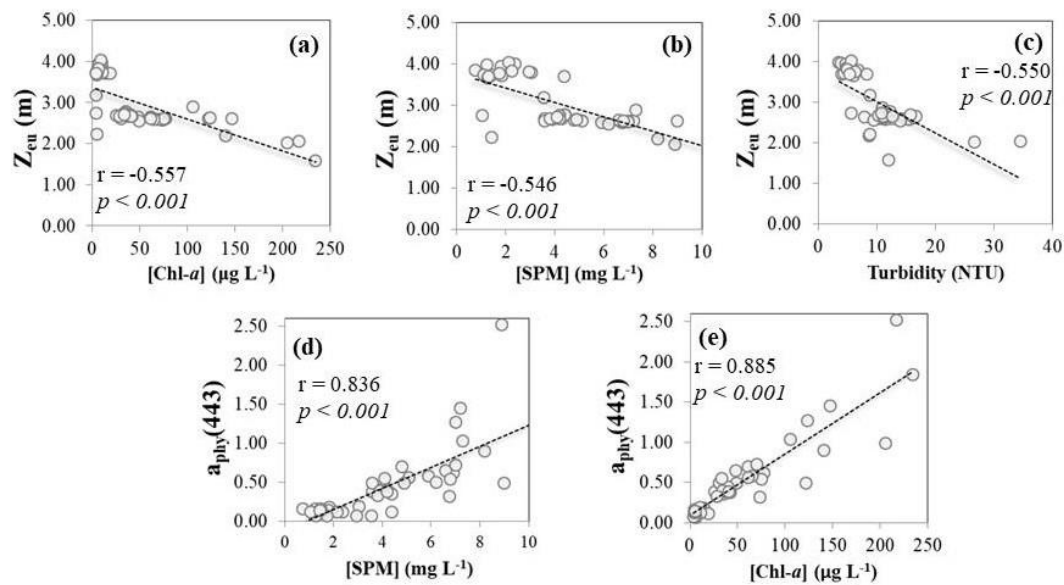 (a)
5.00
4.00
3.00
2.00
1.00
0.00
Zeu (m)
r = -0.557
p < 0.001
0 50 100 150 200 250
[Chl-a] (µg L-1)
(b)
5.00
4.00
3.00
2.00
1.00
0.00
Zeu (m)
r = -0.546
p < 0.001
0 2 4 6 8 10
[SPM] (mg L-1)
(c)
5.00
4.00
3.00
2.00
1.00
0.00
Zeu (m)
r = -0.550
p < 0.001
0 10 20 30 40
Turbidity (NTU)
(d)
2.50
2.00
1.50
1.00
0.50
0.00
aphy(443)
r = 0.836
p < 0.001
0 2 4 6 8 10
[SPM] (mg L-1)
(e)
2.50
2.00
1.50
1.00
0.50
0.00
aphy(443)
r = 0.885
p < 0.001
0 50 100 150 200 250
[Chl-a] (µg L-1)